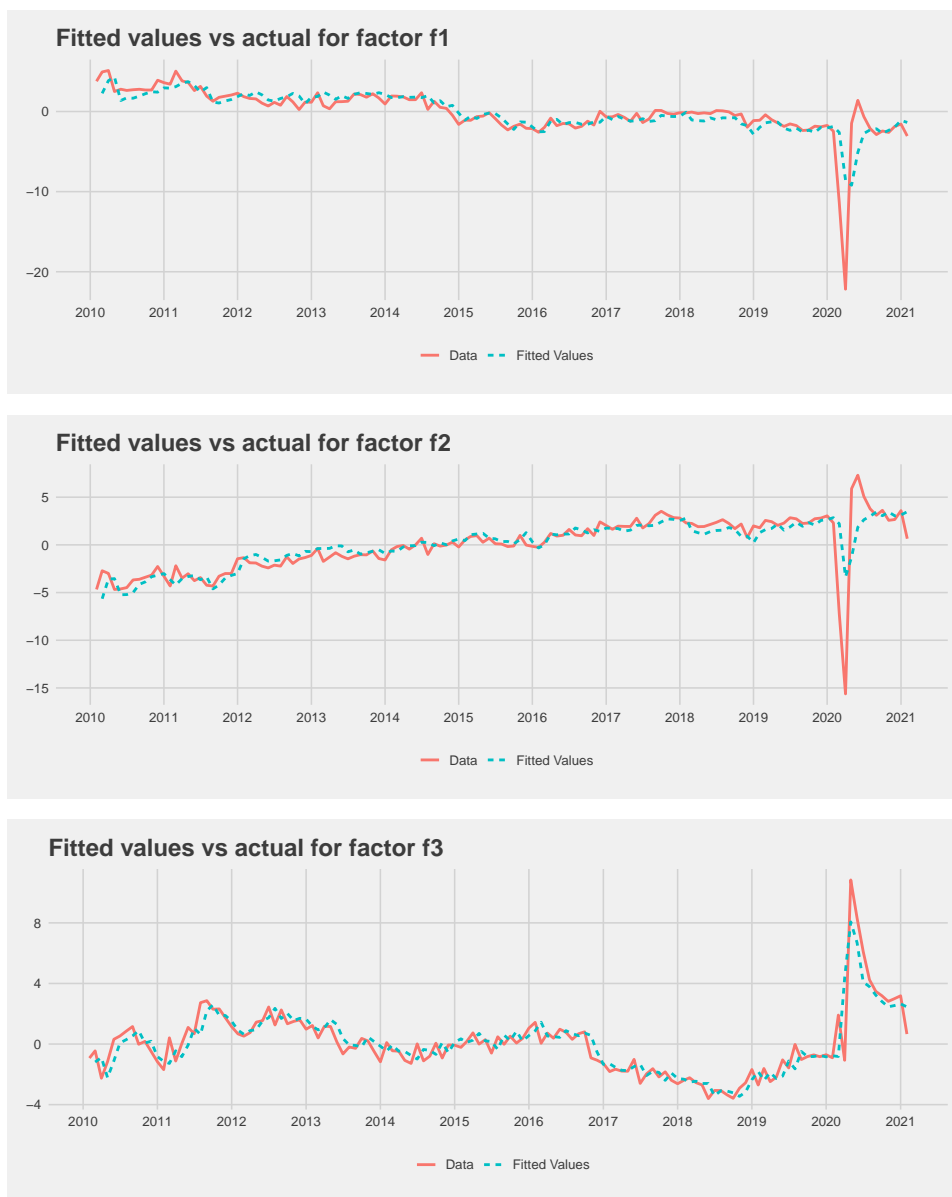 Fitted values vs actual for factor f1
0
−10
−20
2010 2011 2012 2013 2014 2015 2016 2017 2018 2019 2020 2021
Data Fitted Values
Fitted values vs actual for factor f2
5
0
−5
−10
−15
2010 2011 2012 2013 2014 2015 2016 2017 2018 2019 2020 2021
Data Fitted Values
Fitted values vs actual for factor f3
8
4
0
−4
2010 2011 2012 2013 2014 2015 2016 2017 2018 2019 2020 2021
Data Fitted Values